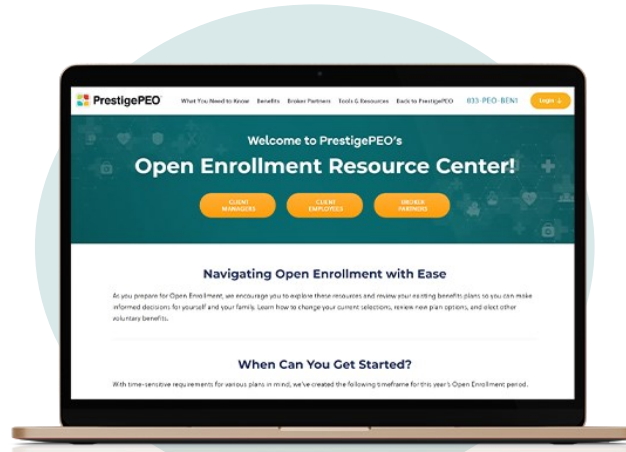 PrestigePEO
What You Need to Know Benefits Broker Partners Tools & Resources Back to PrestigePEO 833-PEO-BEN1 Login
Welcome to PrestigePEO's
Open Enrollment Resource Center!
CLIENT
MANAGERS
CLIENT
EMPLOYEES
BROKER
PARTNERS
Navigating Open Enrollment with Ease
As you prepare for Open Enrollment, we encourage you to explore these resources and review your existing benefits plans so you can make
informed decisions for yourself and your family. Learn how to change your current selections, review new plan options, and elect other
voluntary benefits.
When Can You Get Started?
With time-sensitive requirements for various plans in mind, we've created the following timeframe for this year's Open Enrollment period.